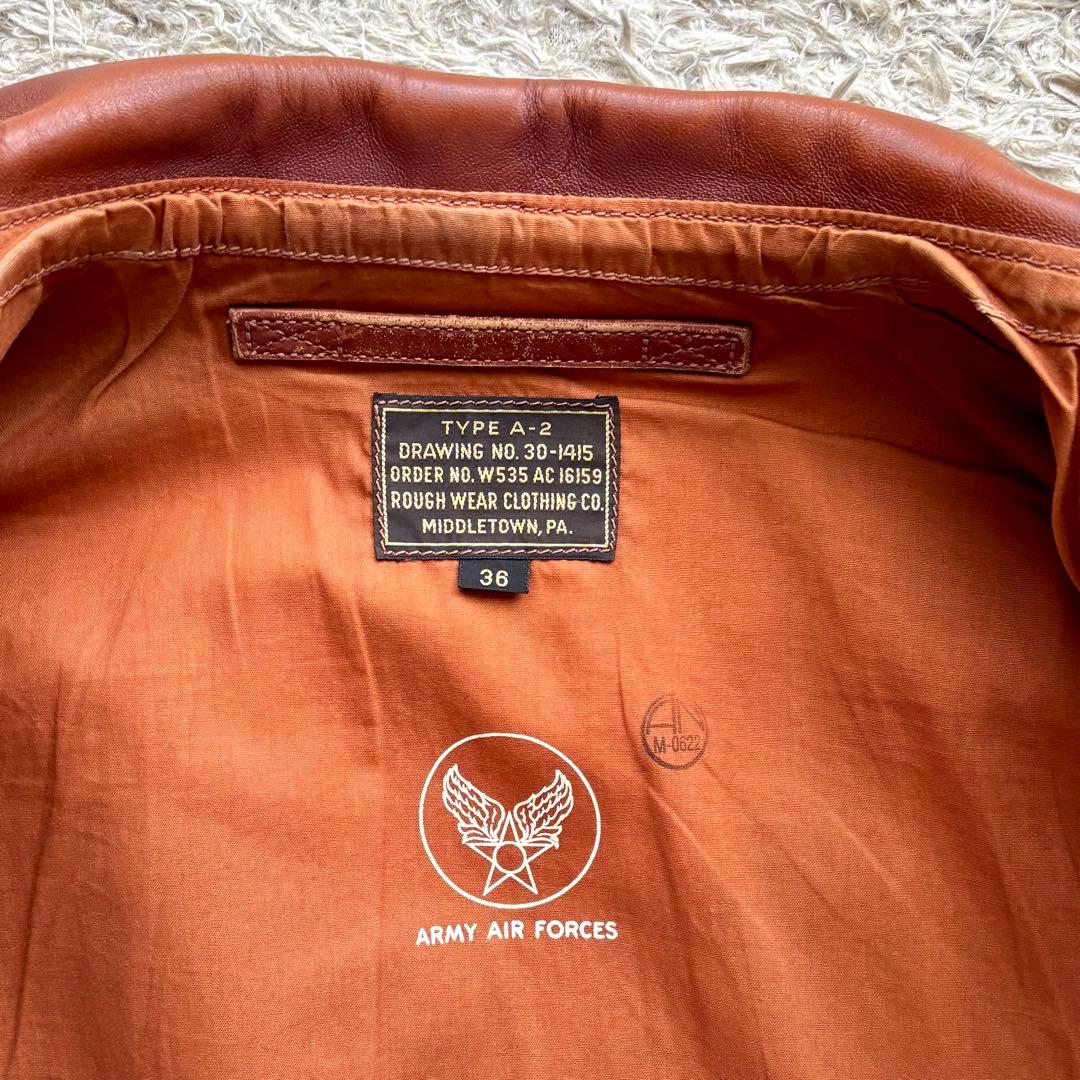 TYPE A-2
DRAWING NO. 30-1415
ORDER NO. W535 AC 16159
ROUGH WEAR CLOTHING CO.
MIDDLETOWN, PA.
36
AN
M-0622
ARMY AIR FORCES